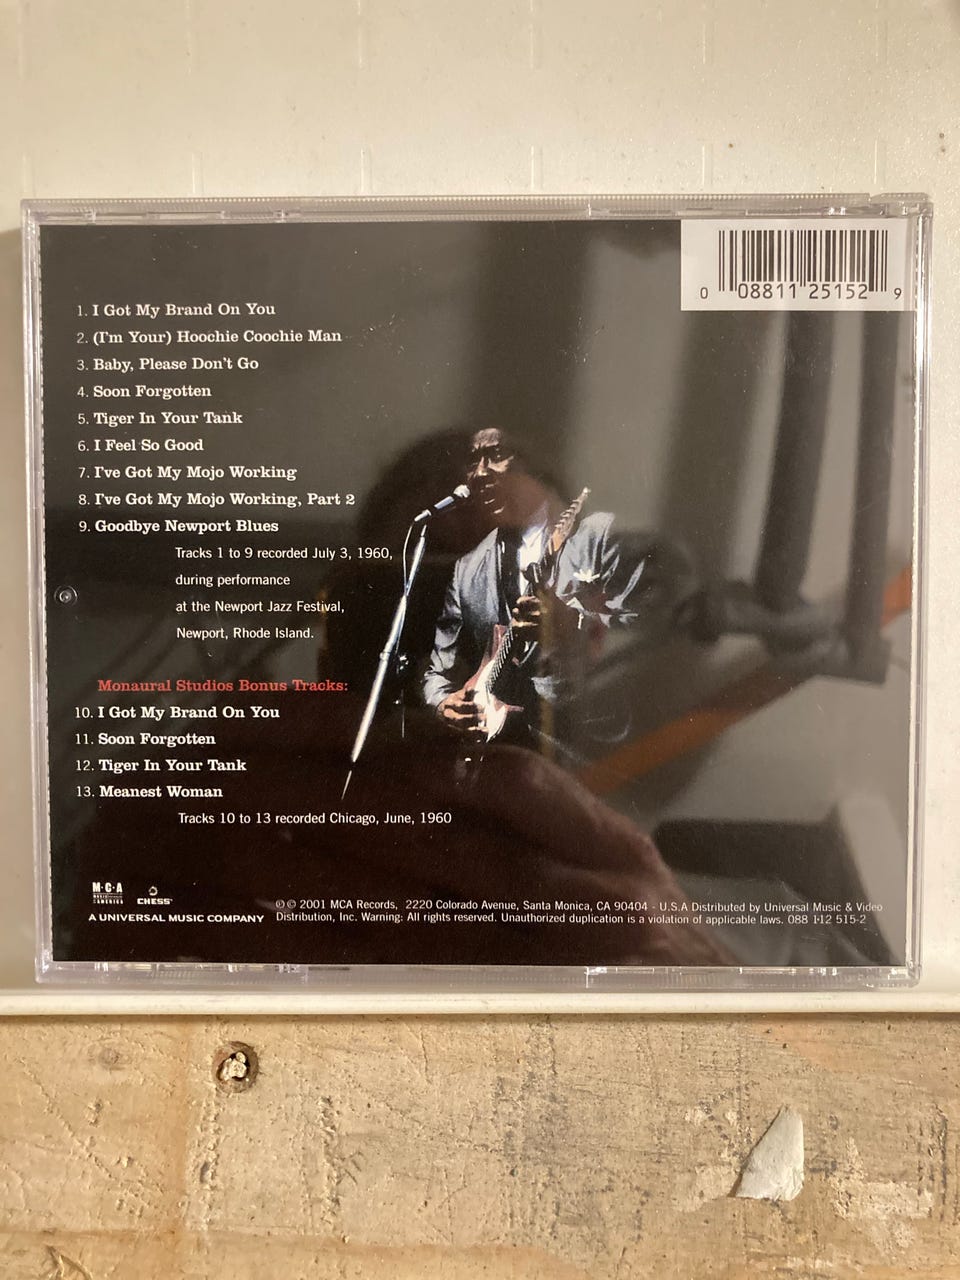 0 08811 25152 9
1. I Got My Brand On You
2. (I'm Your) Hoochie Coochie Man
3. Baby, Please Don't Go
4. Soon Forgotten
5. Tiger In Your Tank
6. I Feel So Good
7. I've Got My Mojo Working
8. I've Got My Mojo Working, Part 2
9. Goodbye Newport Blues
Tracks 1 to 9 recorded July 3, 1960,
during performance
at the Newport Jazz Festival,
Newport, Rhode Island.
Monaural Studios Bonus Tracks:
10. I Got My Brand On You
11. Soon Forgotten
12. Tiger In Your Tank
13. Meanest Woman
Tracks 10 to 13 recorded Chicago, June, 1960
M·C·A
CHESS
A UNIVERSAL MUSIC COMPANY
℗© 2001 MCA Records, 2220 Colorado Avenue, Santa Monica, CA 90404 - U.S.A Distributed by Universal Music & Video
Distribution, Inc. Warning: All rights reserved. Unauthorized duplication is a violation of applicable laws. 088 112 515-2